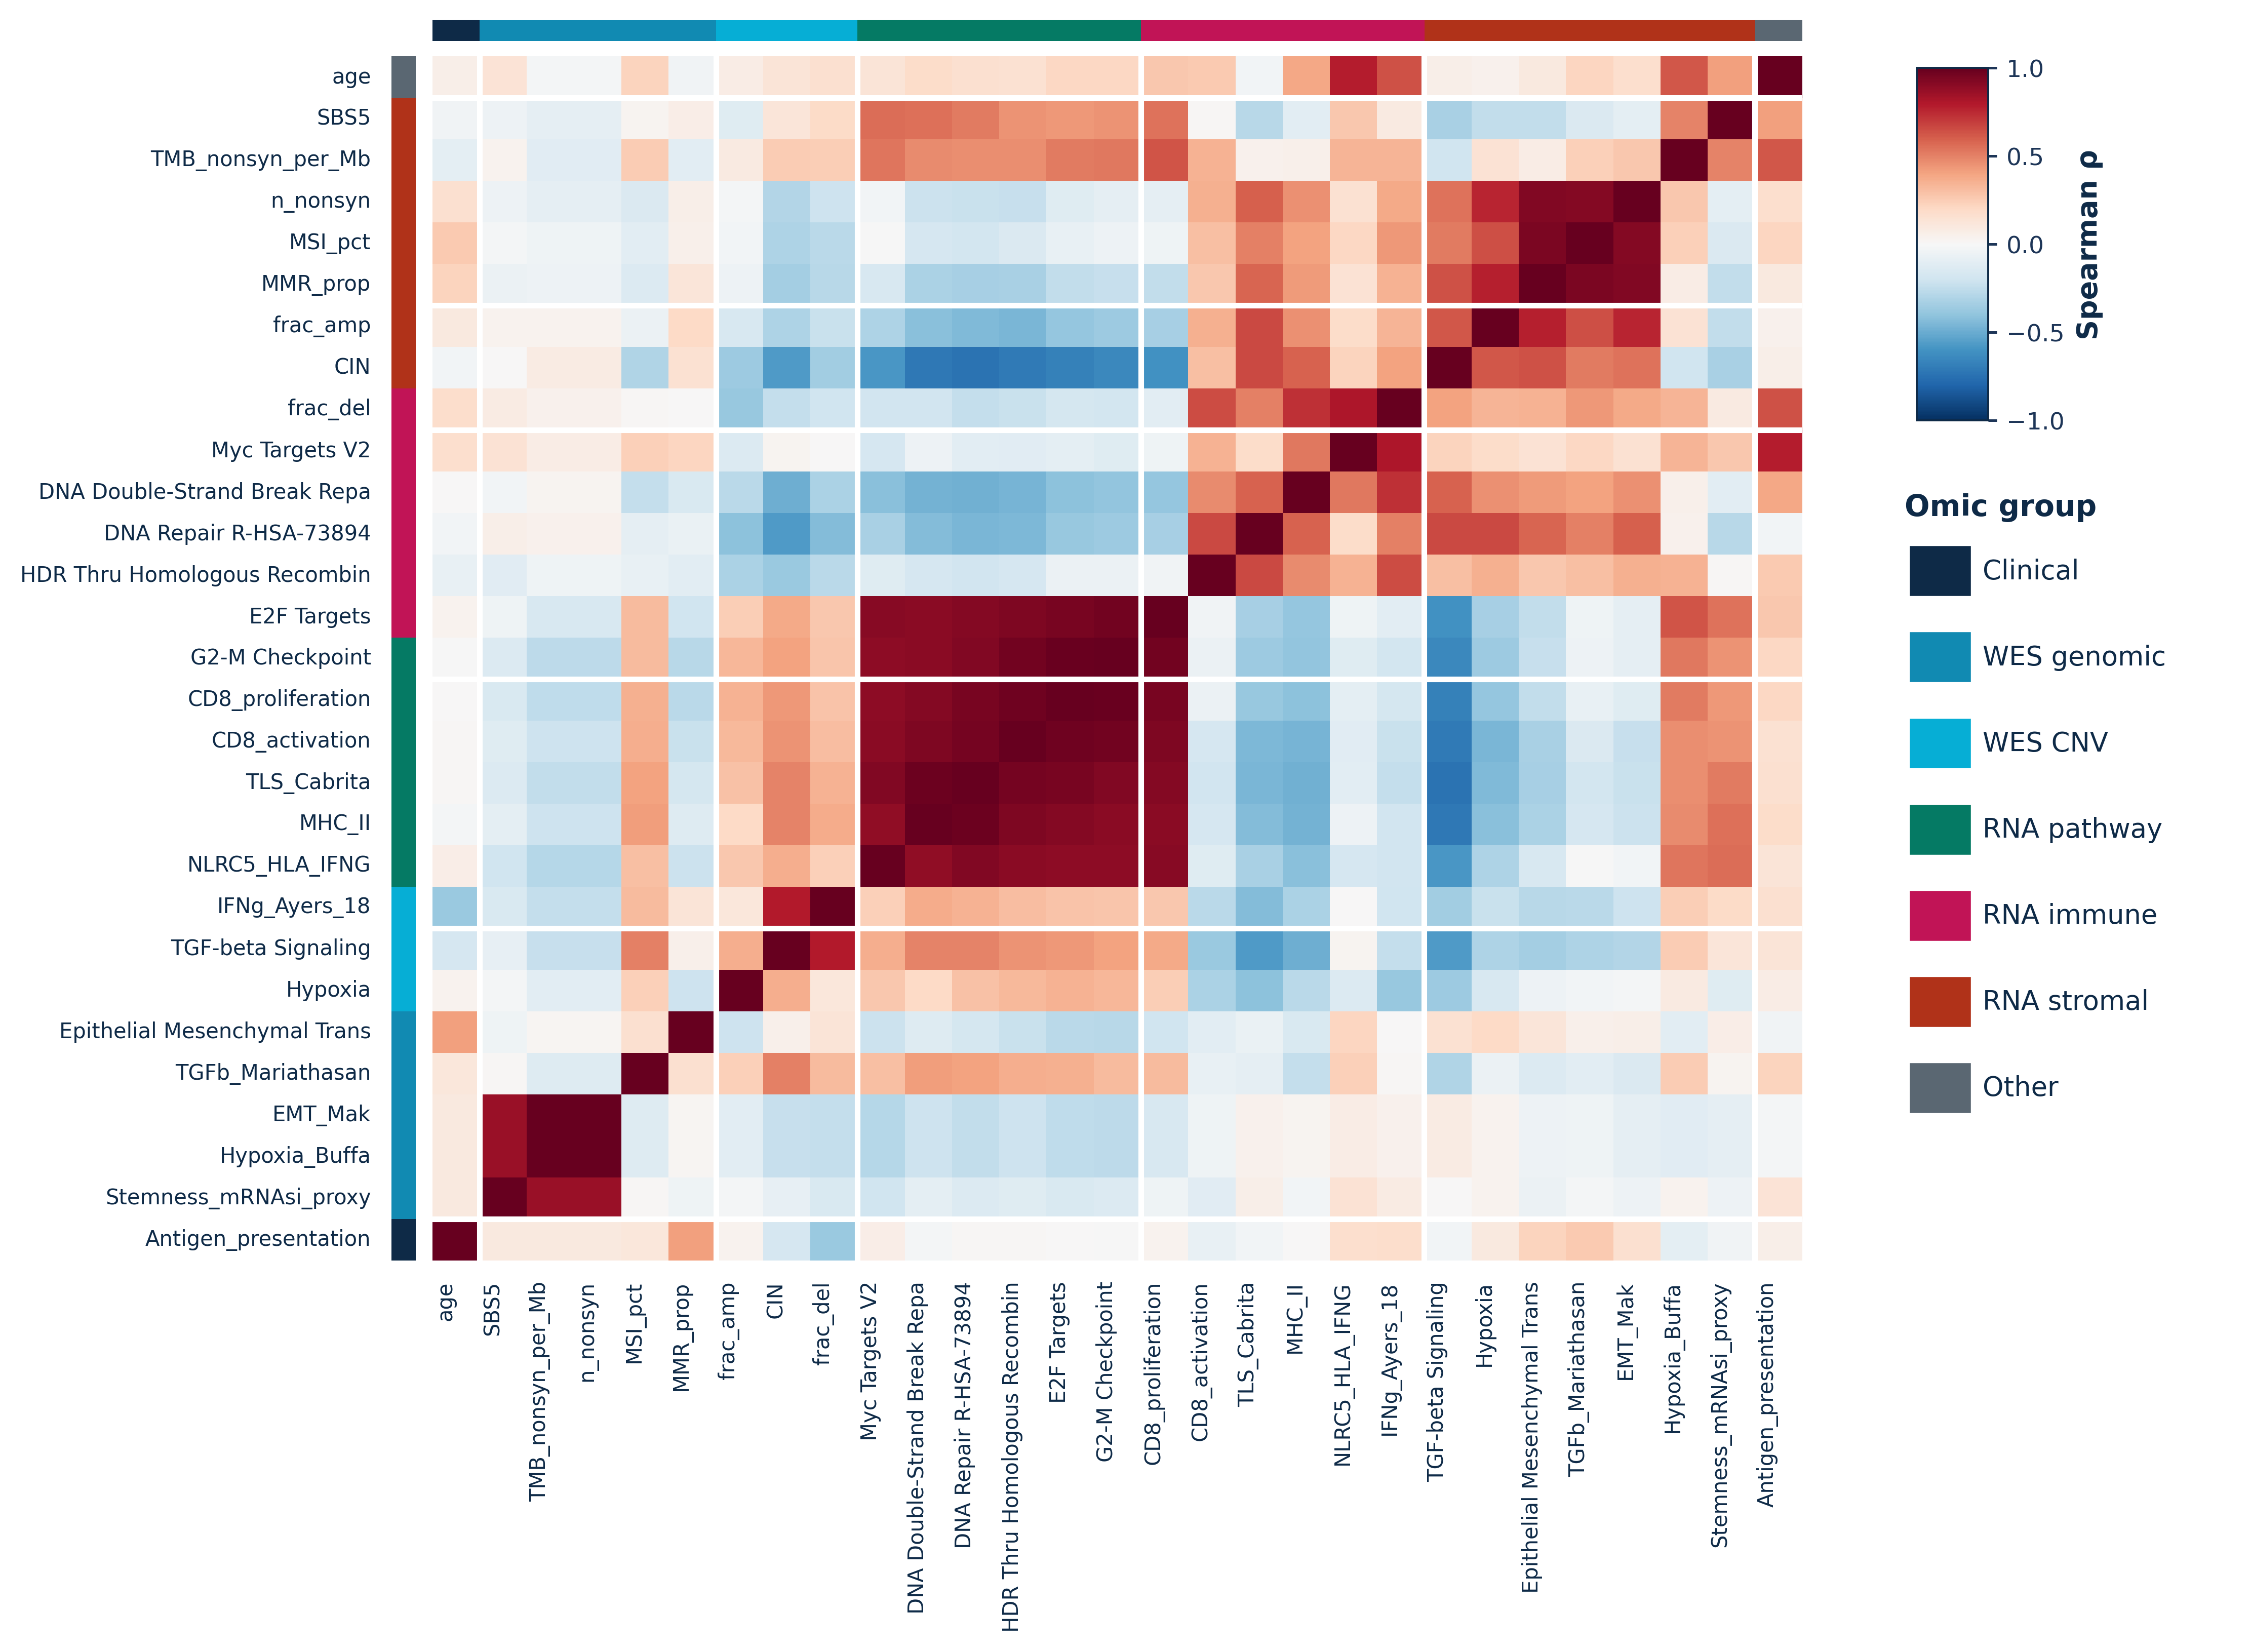 age
SBS5
TMB_nonsyn_per_Mb
n_nonsyn
MSI_pct
MMR_prop
frac_amp
CIN
frac_del
Myc Targets V2
DNA Double-Strand Break Repa
DNA Repair R-HSA-73894
HDR Thru Homologous Recombin
E2F Targets
G2-M Checkpoint
CD8_proliferation
CD8_activation
TLS_Cabrita
MHC_II
NLRC5_HLA_IFNG
IFNg_Ayers_18
TGF-beta Signaling
Hypoxia
Epithelial Mesenchymal Trans
TGFb_Mariathasan
EMT_Mak
Hypoxia_Buffa
Stemness_mRNAsi_proxy
Antigen_presentation
age
SBS5
TMB_nonsyn_per_Mb
n_nonsyn
MSI_pct
MMR_prop
frac_amp
CIN
frac_del
Myc Targets V2
DNA Double-Strand Break Repa
DNA Repair R-HSA-73894
HDR Thru Homologous Recombin
E2F Targets
G2-M Checkpoint
CD8_proliferation
CD8_activation
TLS_Cabrita
MHC_II
NLRC5_HLA_IFNG
IFNg_Ayers_18
TGF-beta Signaling
Hypoxia
Epithelial Mesenchymal Trans
TGFb_Mariathasan
EMT_Mak
Hypoxia_Buffa
Stemness_mRNAsi_proxy
Antigen_presentation
1.0
0.5
0.0
−0.5
−1.0
Spearman ρ
Omic group
Clinical
WES genomic
WES CNV
RNA pathway
RNA immune
RNA stromal
Other